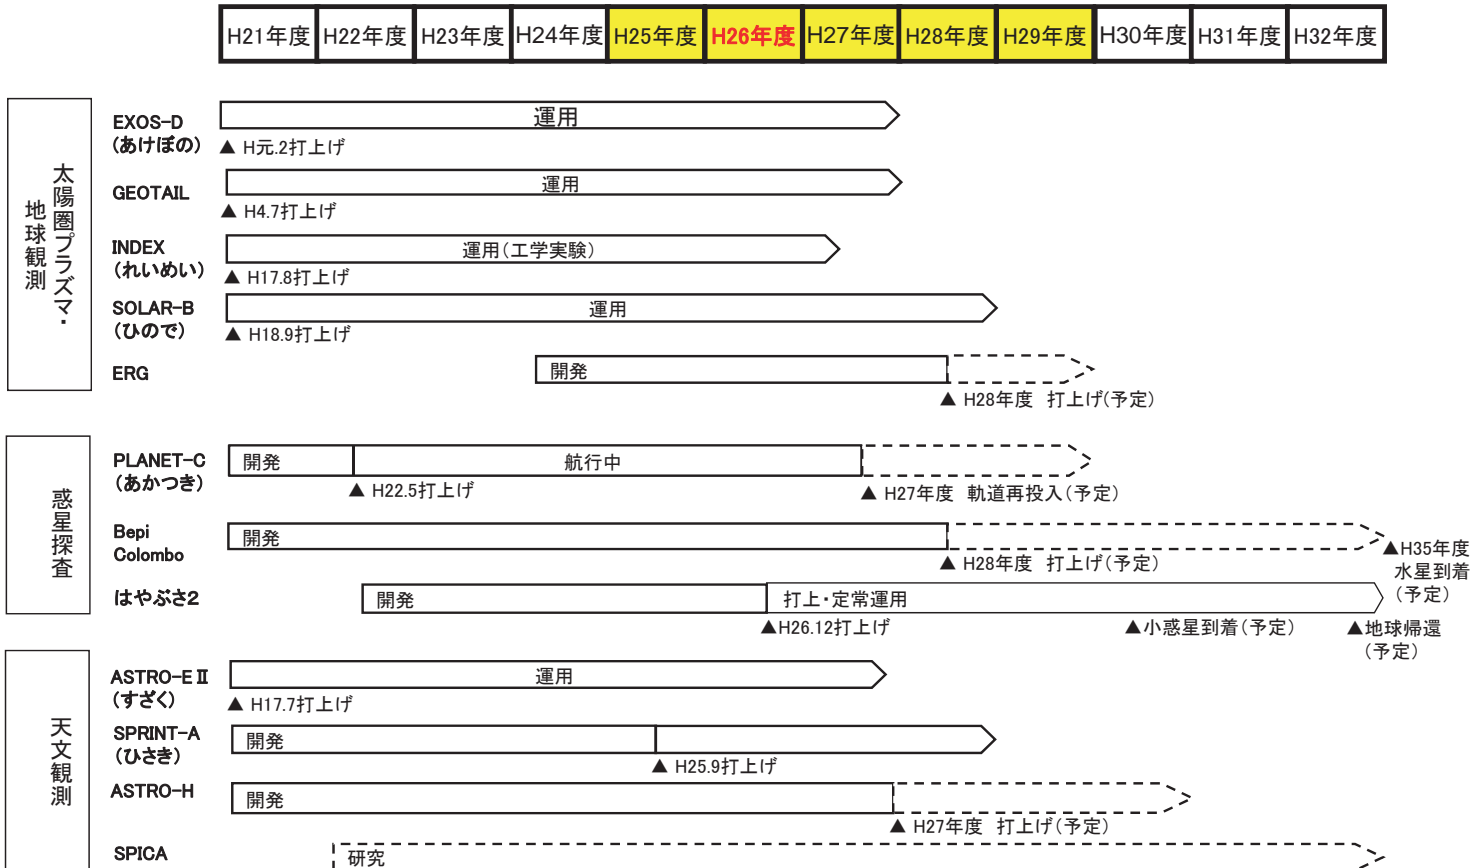 H21年度 H22年度 H23年度 H24年度 H25年度 H26年度 H27年度 H28年度 H29年度 H30年度 H31年度 H32年度
太陽圏プラズマ・
地球観測
EXOS-D
(あけぼの)
運用
▲ H元.2打上げ
GEOTAIL
運用
▲ H4.7打上げ
INDEX
(れいめい)
運用(工学実験)
▲ H17.8打上げ
SOLAR-B
(ひので)
運用
▲ H18.9打上げ
ERG
開発
▲ H28年度 打上げ(予定)
惑星探査
PLANET-C
(あかつき)
開発 航行中
▲ H22.5打上げ ▲ H27年度 軌道再投入(予定)
Bepi
Colombo
開発
▲ H28年度 打上げ(予定)
▲H35年度
水星到着
(予定)
はやぶさ2
開発 打上・定常運用
▲H26.12打上げ ▲小惑星到着(予定) ▲地球帰還
(予定)
天文観測
ASTRO-EⅡ
(すざく)
運用
▲ H17.7打上げ
SPRINT-A
(ひさき)
開発
▲ H25.9打上げ
ASTRO-H
開発
▲ H27年度 打上げ(予定)
SPICA
研究